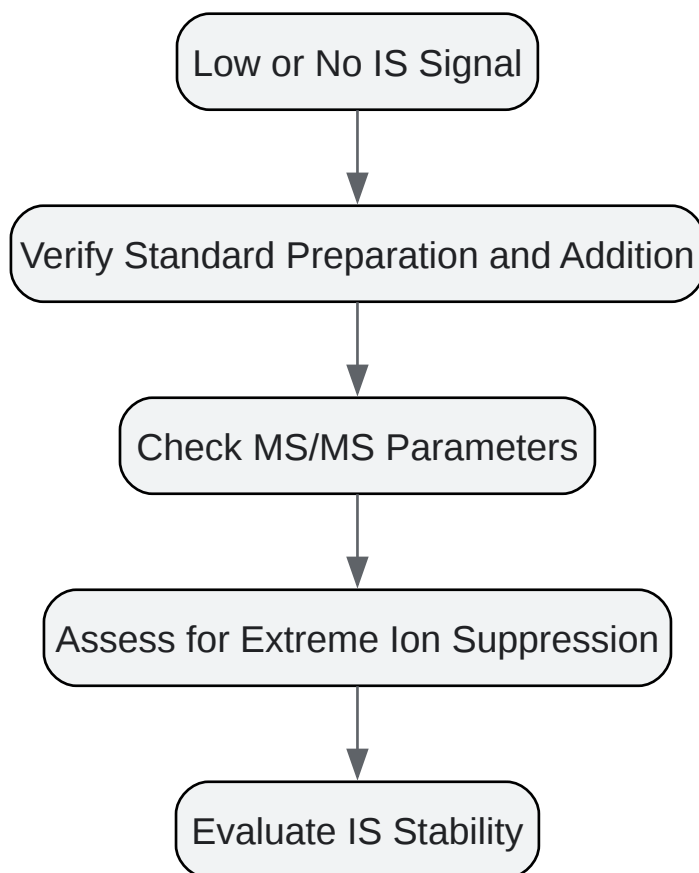 Low or No IS Signal
Verify Standard Preparation and Addition
Check MS/MS Parameters
Assess for Extreme Ion Suppression
Evaluate IS Stability